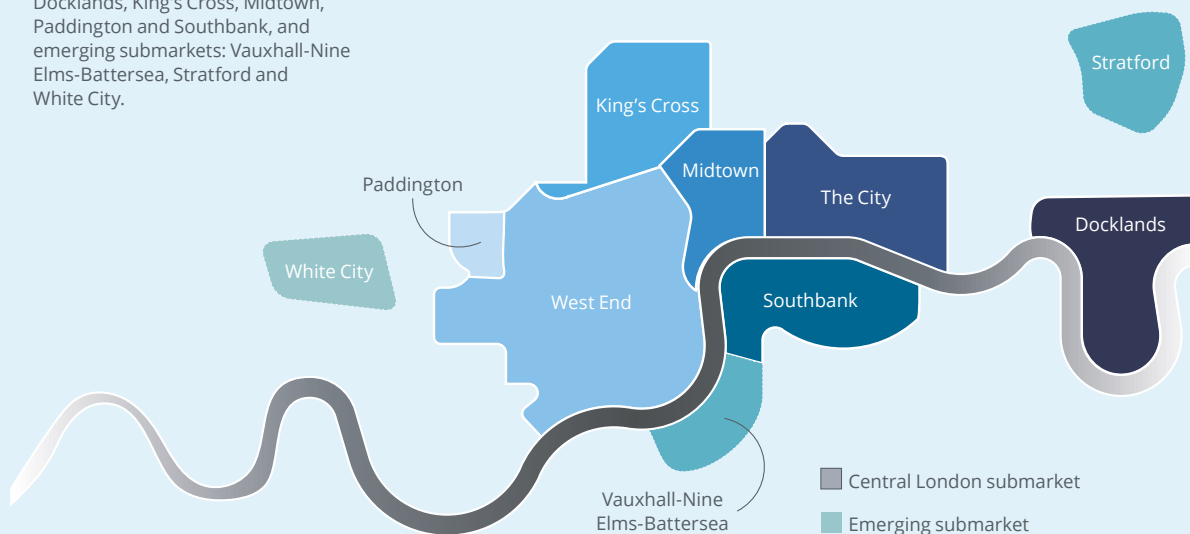 Docklands, King's Cross, Midtown,
Paddington and Southbank, and
emerging submarkets: Vauxhall-Nine
Elms-Battersea, Stratford and
White City.
Stratford
King's Cross
Midtown
Paddington
The City
Docklands
White City
West End
Southbank
Central London submarket
Vauxhall-Nine
Elms-Battersea
Emerging submarket